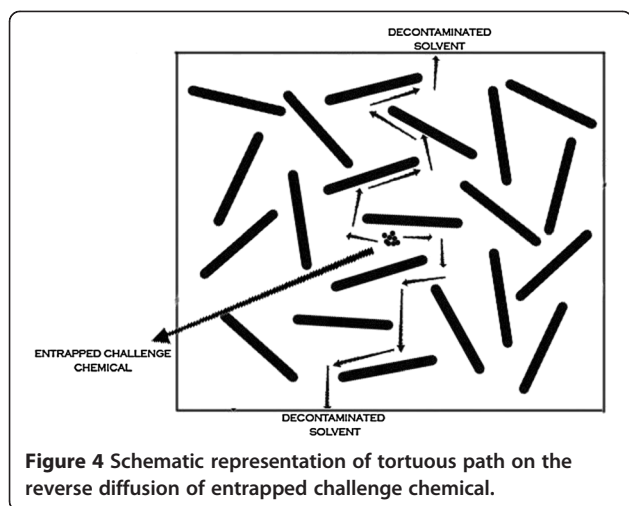 DECONTAMINATED
SOLVENT
ENTRAPPED CHALLENGE
CHEMICAL
DECONTAMINATED
SOLVENT
Figure 4 Schematic representation of tortuous path on the
reverse diffusion of entrapped challenge chemical.